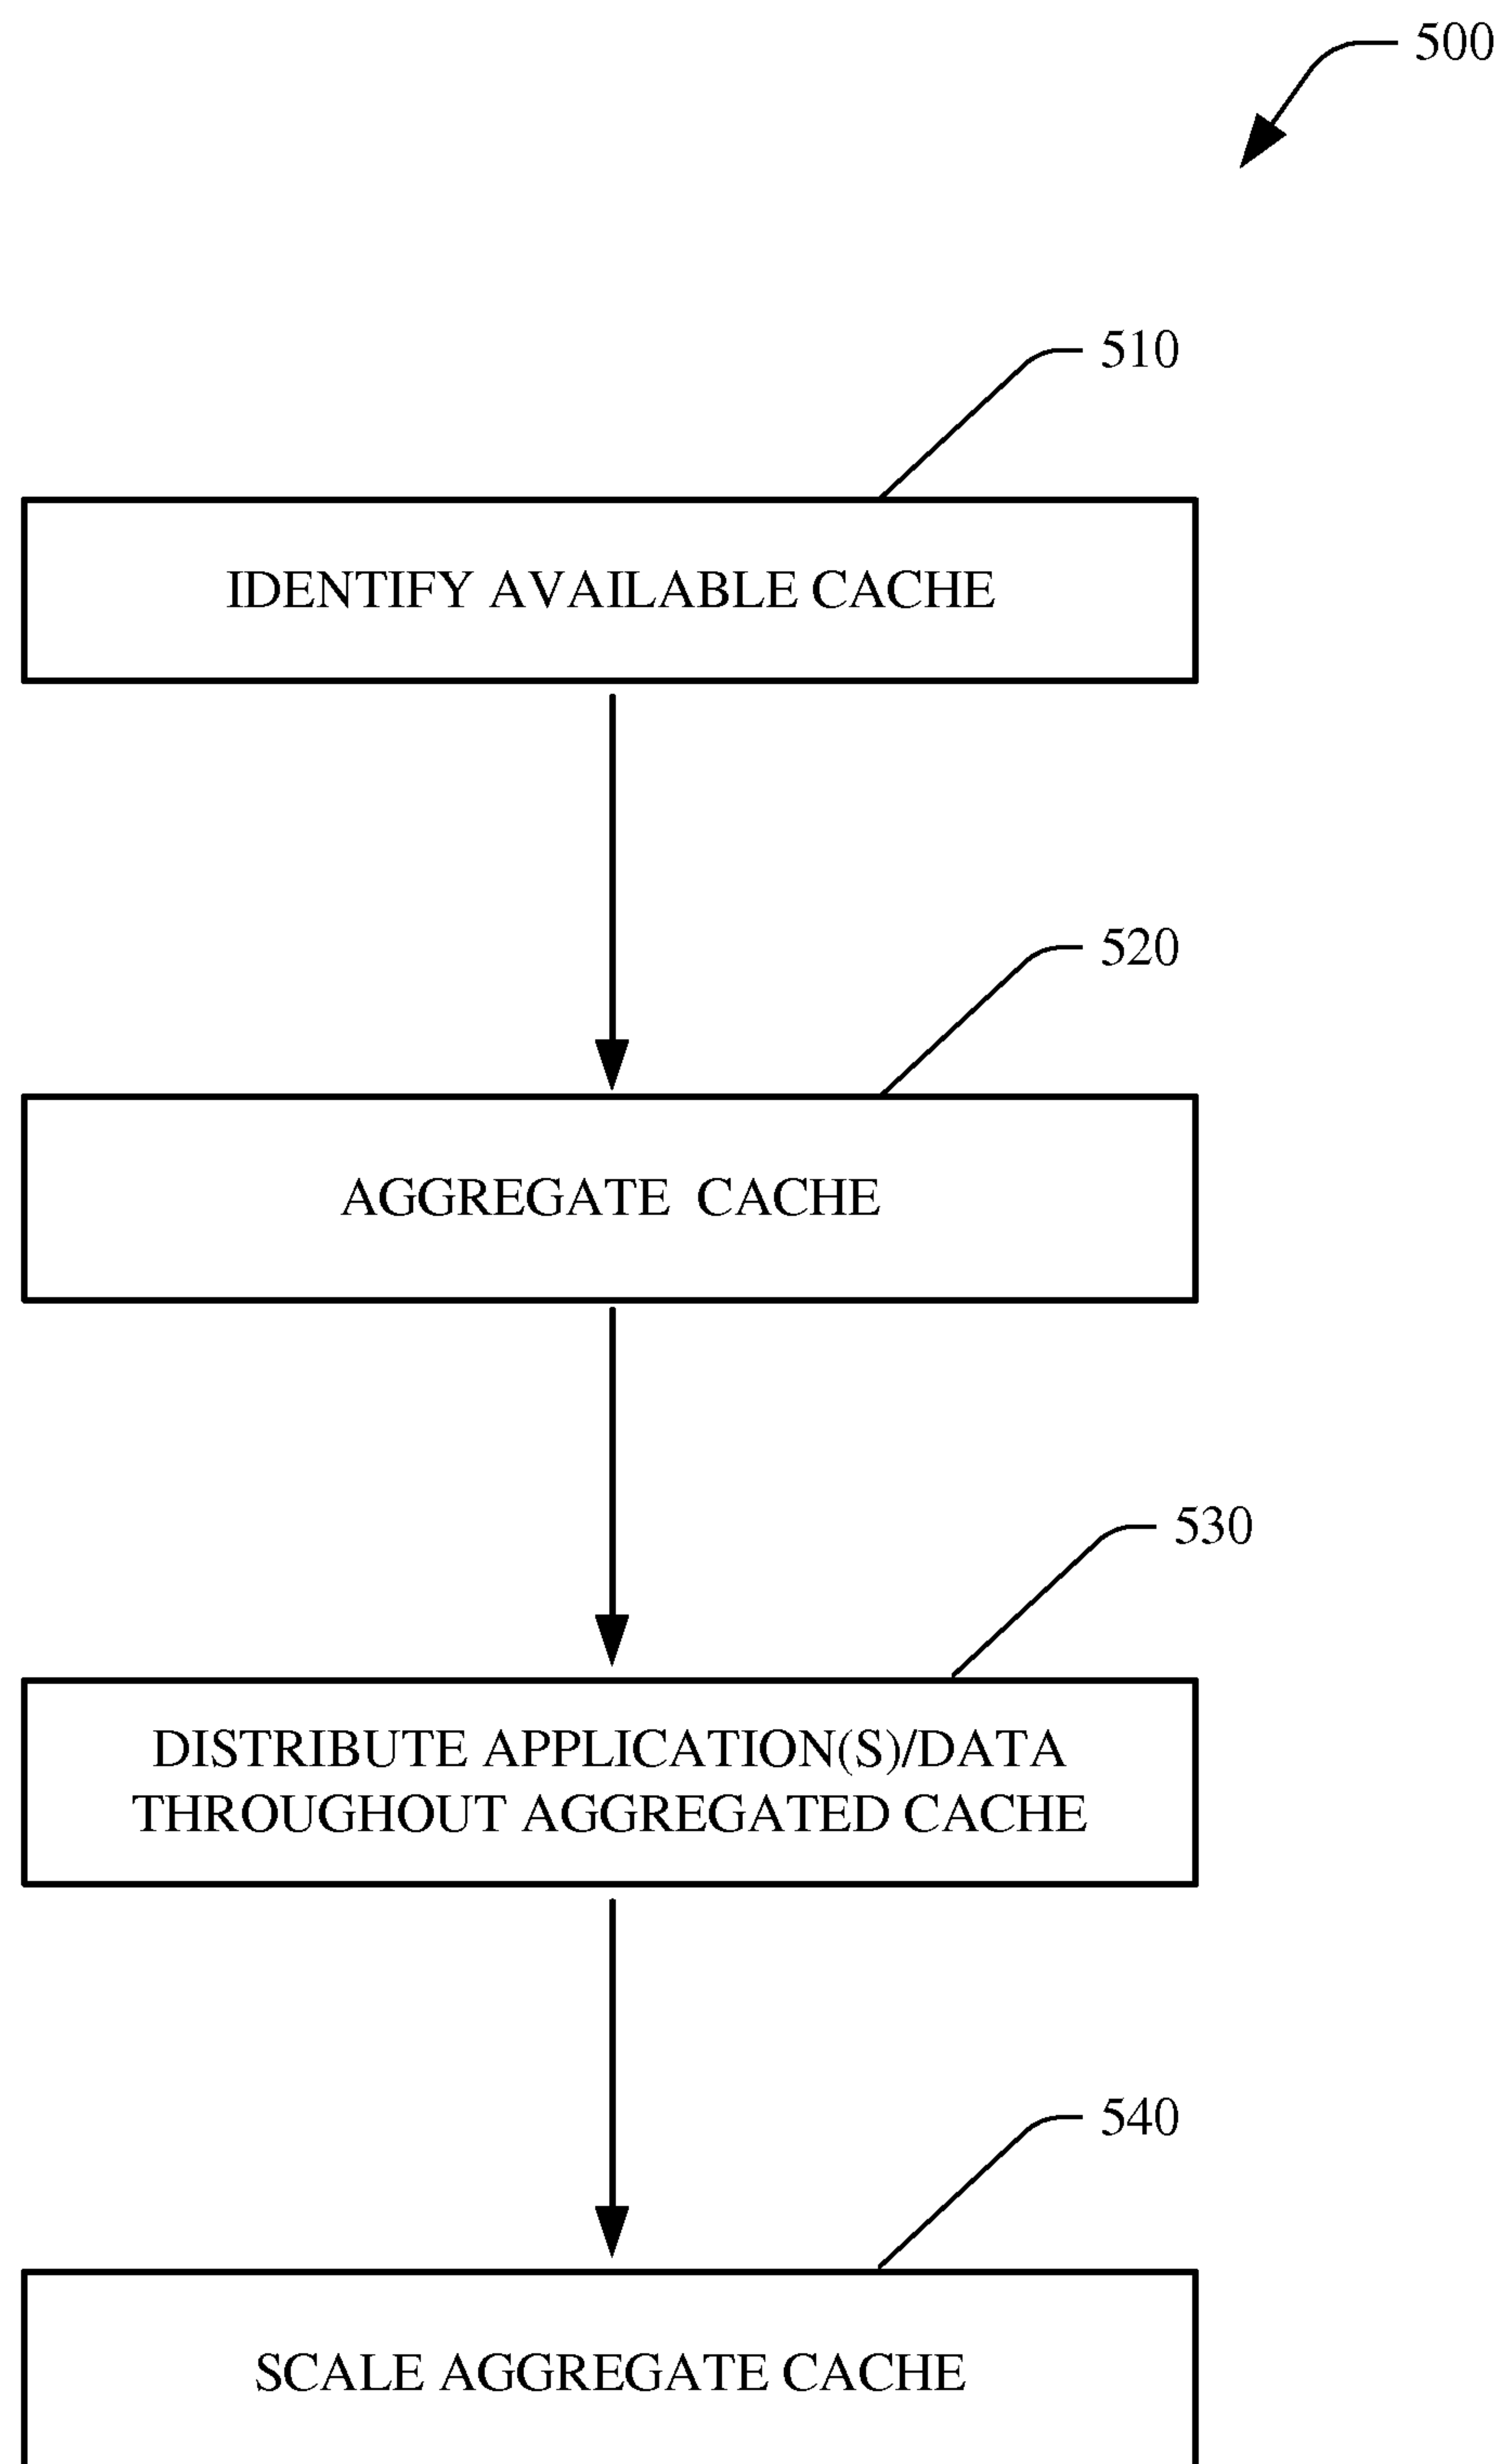 500
510
IDENTIFY AVAILABLE CACHE
520
AGGREGATE CACHE
530
DISTRIBUTE APPLICATION(S)/DATA
THROUGHOUT AGGREGATED CACHE
540
SCALE AGGREGATE CACHE